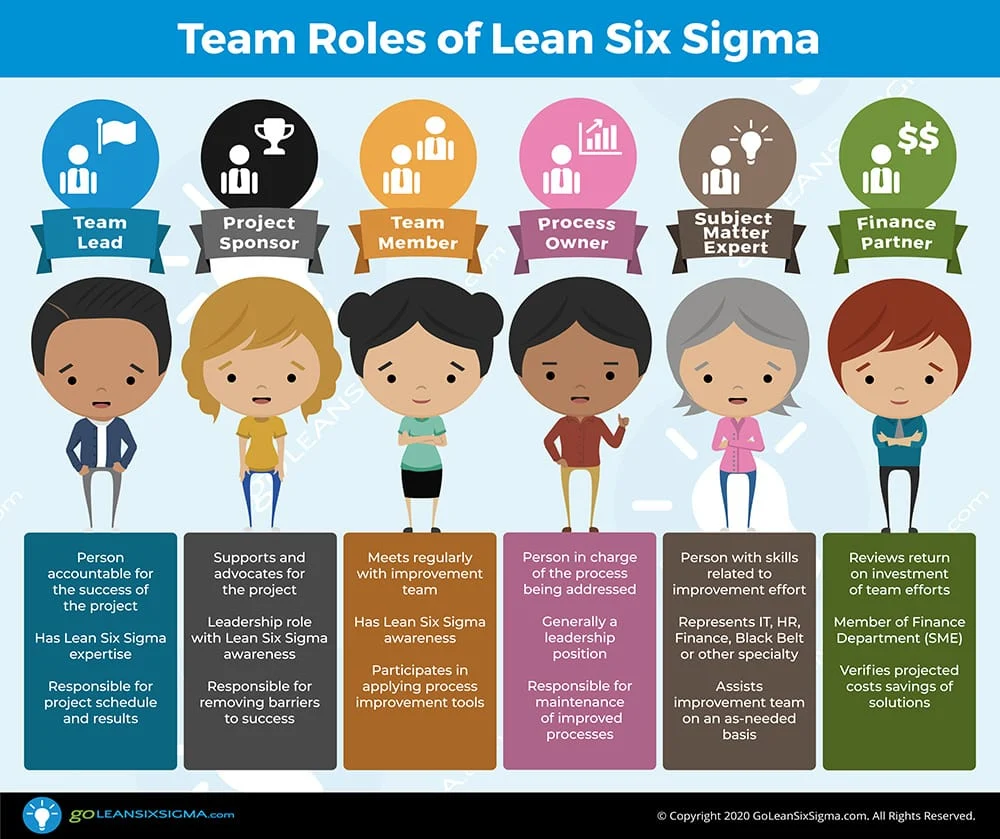 Team Roles of Lean Six Sigma
$$
Team
Lead
Project
Sponsor
Team
Member
Process
Owner
Subject
Matter
Expert
Finance
Partner
Person
accountable for
the success of
the project
Has Lean Six Sigma
expertise
Responsible for
project schedule
and results
Supports and
advocates for
the project
Leadership role
with Lean Six Sigma
awareness
Responsible for
removing barriers
to success
Meets regularly
with improvement
team
Has Lean Six Sigma
awareness
Participates in
applying process
improvement tools
Person in charge
of the process
being addressed
Generally a
leadership
position
Responsible for
maintenance
of improved
processes
Person with skills
related to
improvement effort
Represents IT, HR,
Finance, Black Belt
or other specialty
Assists
improvement team
on an as-needed
basis
Reviews return
on investment
of team efforts
Member of Finance
Department (SME)
Verifies projected
costs savings of
solutions
goLEANSIXSIGMA.com
© Copyright 2020 GoLeanSixSigma.com. All Rights Reserved.